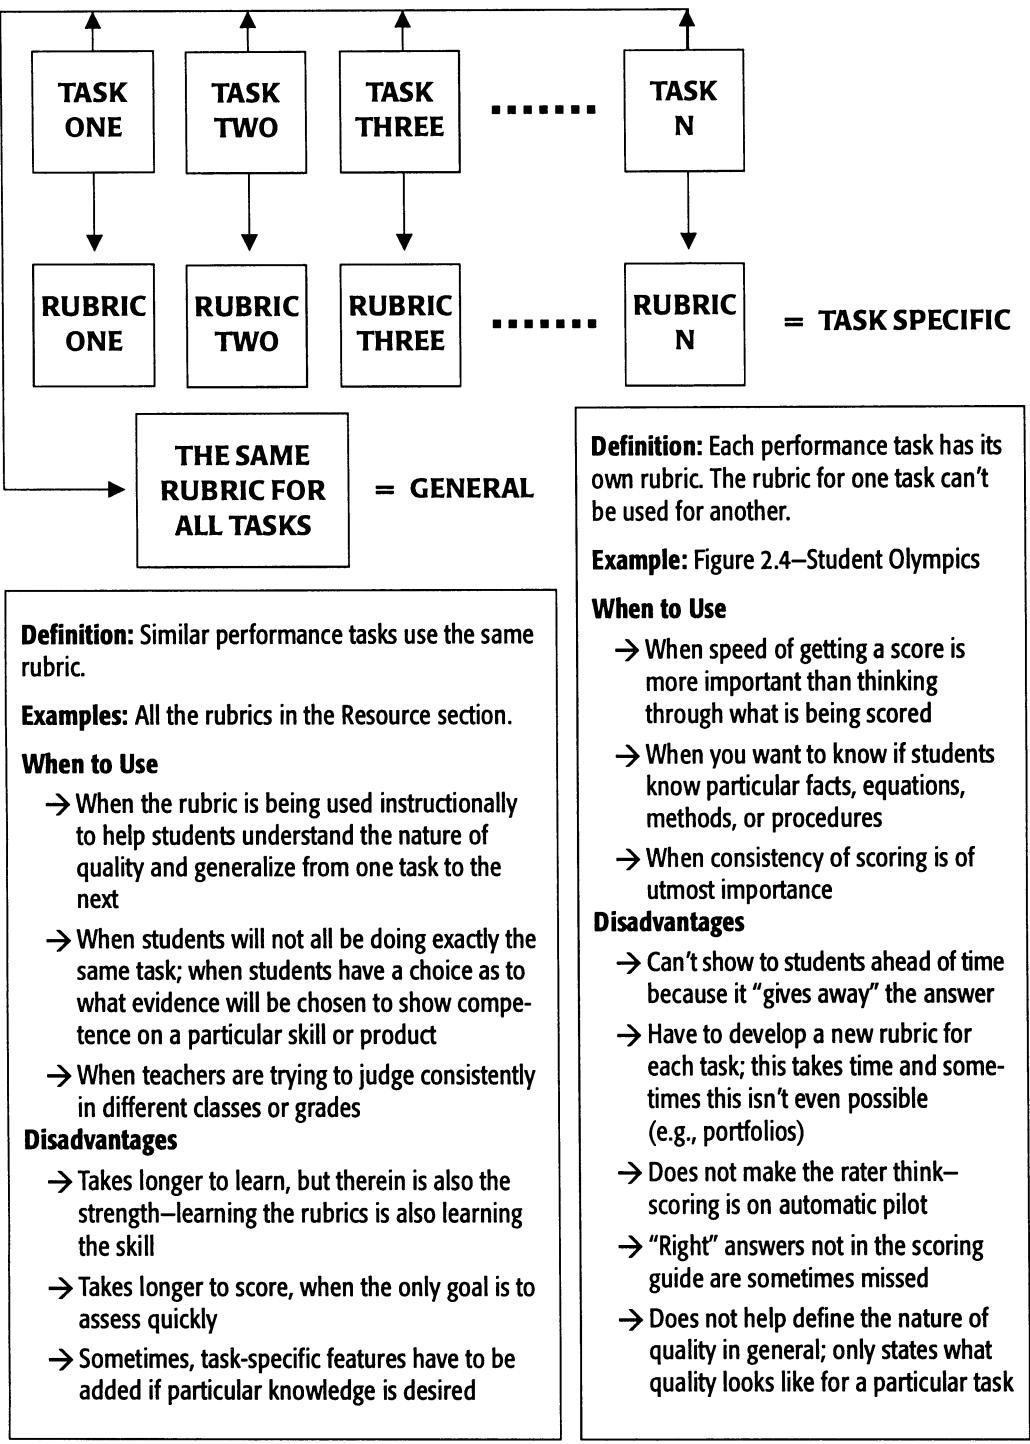 TASK
ONE
TASK
TWO
TASK
THREE
TASK
N
RUBRIC
ONE
RUBRIC
TWO
RUBRIC
THREE
RUBRIC
N
= TASK SPECIFIC
THE SAME
RUBRIC FOR
ALL TASKS
= GENERAL
Definition: Similar performance tasks use the same
rubric.
Examples: All the rubrics in the Resource section.
When to Use
→ When the rubric is being used instructionally
to help students understand the nature of
quality and generalize from one task to the
next
→ When students will not all be doing exactly the
same task; when students have a choice as to
what evidence will be chosen to show compe-
tence on a particular skill or product
→ When teachers are trying to judge consistently
in different classes or grades
Disadvantages
→ Takes longer to learn, but therein is also the
strength—learning the rubrics is also learning
the skill
→ Takes longer to score, when the only goal is to
assess quickly
→ Sometimes, task-specific features have to be
added if particular knowledge is desired
Definition: Each performance task has its
own rubric. The rubric for one task can't
be used for another.
Example: Figure 2.4—Student Olympics
When to Use
→ When speed of getting a score is
more important than thinking
through what is being scored
→ When you want to know if students
know particular facts, equations,
methods, or procedures
→ When consistency of scoring is of
utmost importance
Disadvantages
→ Can't show to students ahead of time
because it "gives away" the answer
→ Have to develop a new rubric for
each task; this takes time and some-
times this isn't even possible
(e.g., portfolios)
→ Does not make the rater think—
scoring is on automatic pilot
→ "Right" answers not in the scoring
guide are sometimes missed
→ Does not help define the nature of
quality in general; only states what
quality looks like for a particular task